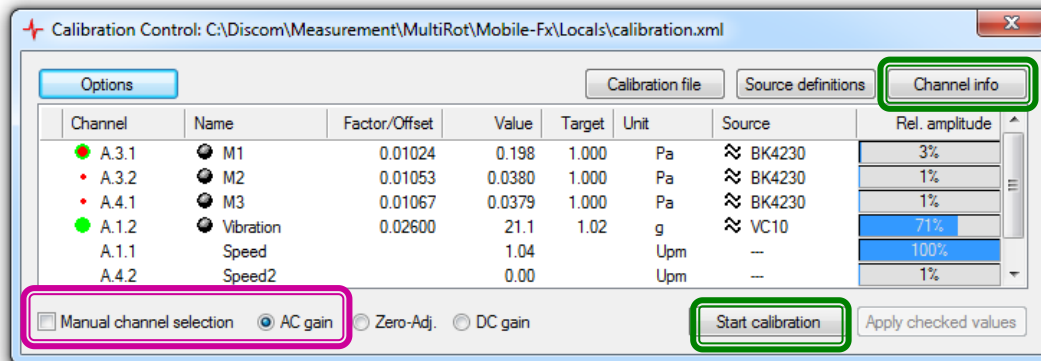 Calibration Control: C:\Discom\Measurement\MultiRot\Mobile-Fx\Locals\calibration.xml
Options Calibration file Source definitions Channel info
Channel Name Factor/Offset Value Target Unit Source Rel. amplitude
A.3.1 M1 0.01024 0.198 1.000 Pa BK4230 3%
A.3.2 M2 0.01053 0.0380 1.000 Pa BK4230 1%
A.4.1 M3 0.01067 0.0379 1.000 Pa BK4230 1%
A.1.2 Vibration 0.02600 21.1 1.02 g VC10 71%
A.1.1 Speed 1.04 Upm --- 100%
A.4.2 Speed2 0.00 Upm --- 1%
Manual channel selection AC gain Zero-Adj. DC gain Start calibration Apply checked values